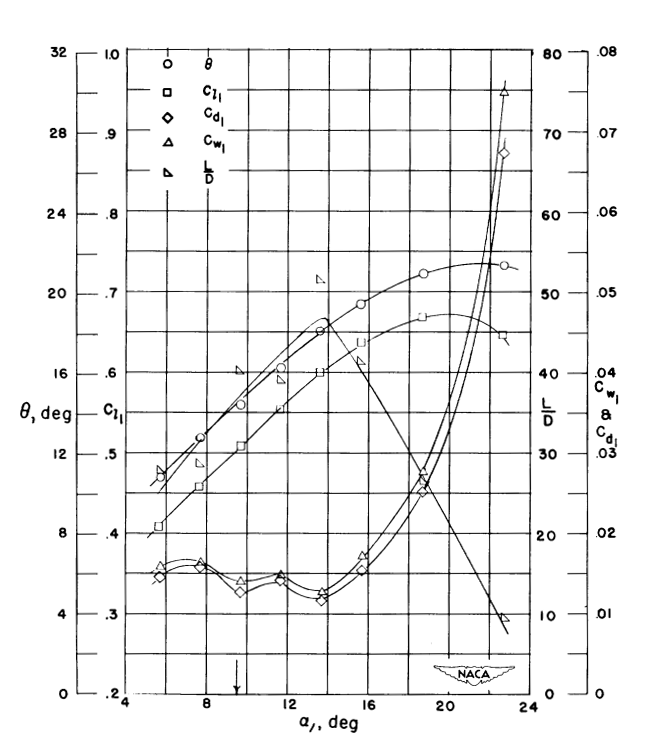 32 1.0 80 .08
θ
C_l1
C_d1
C_w1
L/D
28 .9 70 .07
24 .8 60 .06
20 .7 50 .05
16 .6 40 .04
θ, deg C_l1 L/D C_w1 & C_d1
12 .5 30 .03
8 .4 20 .02
4 .3 10 .01
NACA
0 .2 0 0
4 8 12 16 20 24
α₁, deg